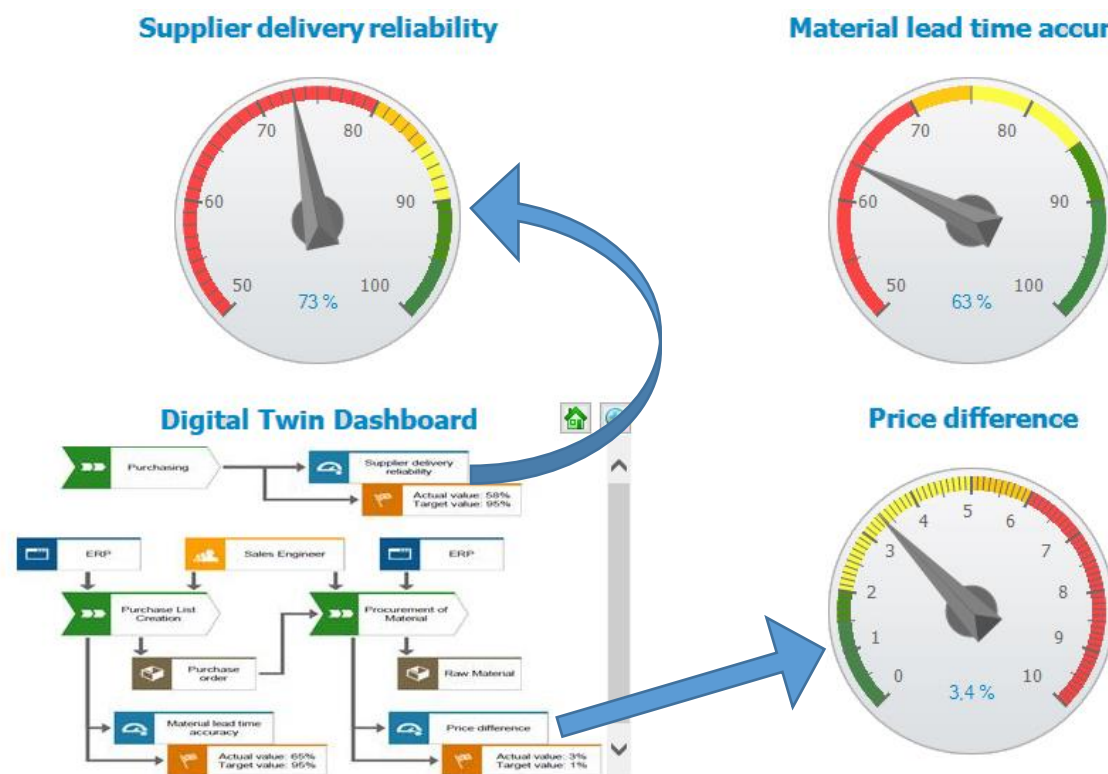 Supplier delivery reliability
Material lead time accur
50
60
70
80
90
100
73 %
50
60
70
80
90
100
63 %
Digital Twin Dashboard
Purchasing
Supplier delivery
reliability
Actual value: 58%
Target value: 95%
ERP
Sales Engineer
ERP
Purchase List
Creation
Procurement of
Material
Purchase
order
Raw Material
Material lead time
accuracy
Actual value: 65%
Target value: 95%
Price difference
Actual value: 3%
Target value: 1%
Price difference
0
1
2
3
4
5
6
7
8
9
10
3,4 %